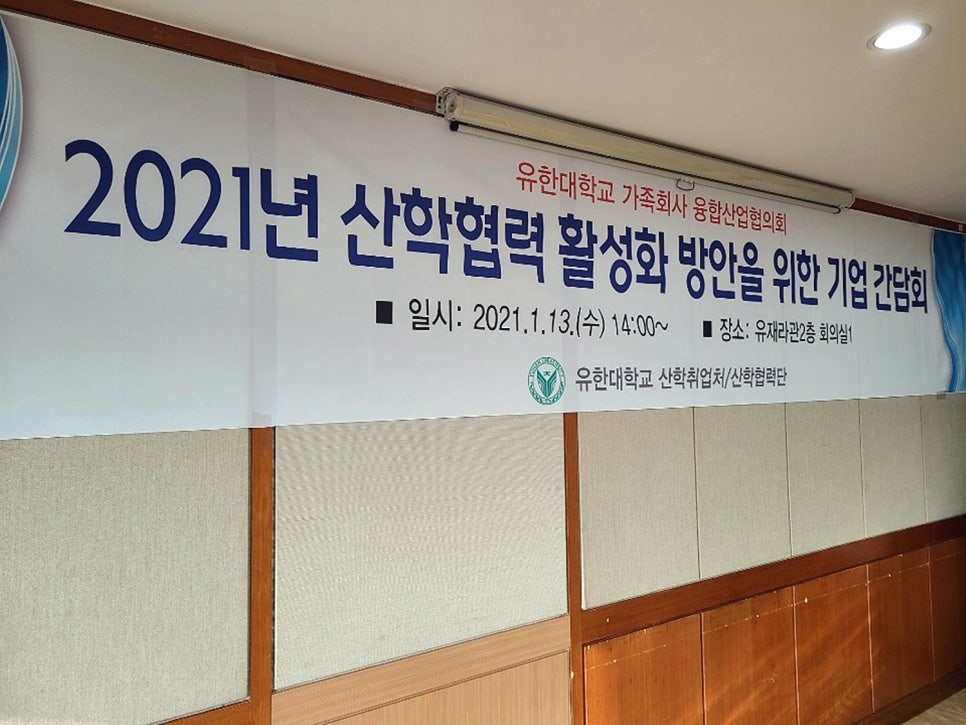 유한대학교 가족회사 융합산업협의회
2021년 산학협력 활성화 방안을 위한 기업 간담회
■ 일시: 2021.1.13.(수) 14:00~ ■ 장소: 유재라관2층 회의실1
유한대학교 산학취업처/산학협력단